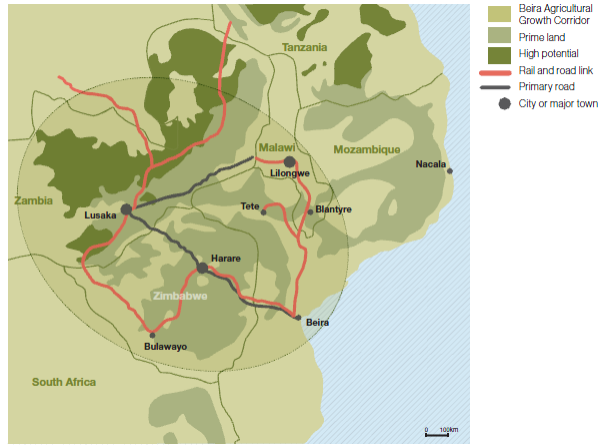 Beira Agricultural
Growth Corridor
Prime land
High potential
Rail and road link
Primary road
City or major town
Tanzania
Malawi
Mozambique
Nacala
Lilongwe
Zambia
Tete
Blantyre
Lusaka
Harare
Zimbabwe
Beira
Bulawayo
South Africa
0 100km